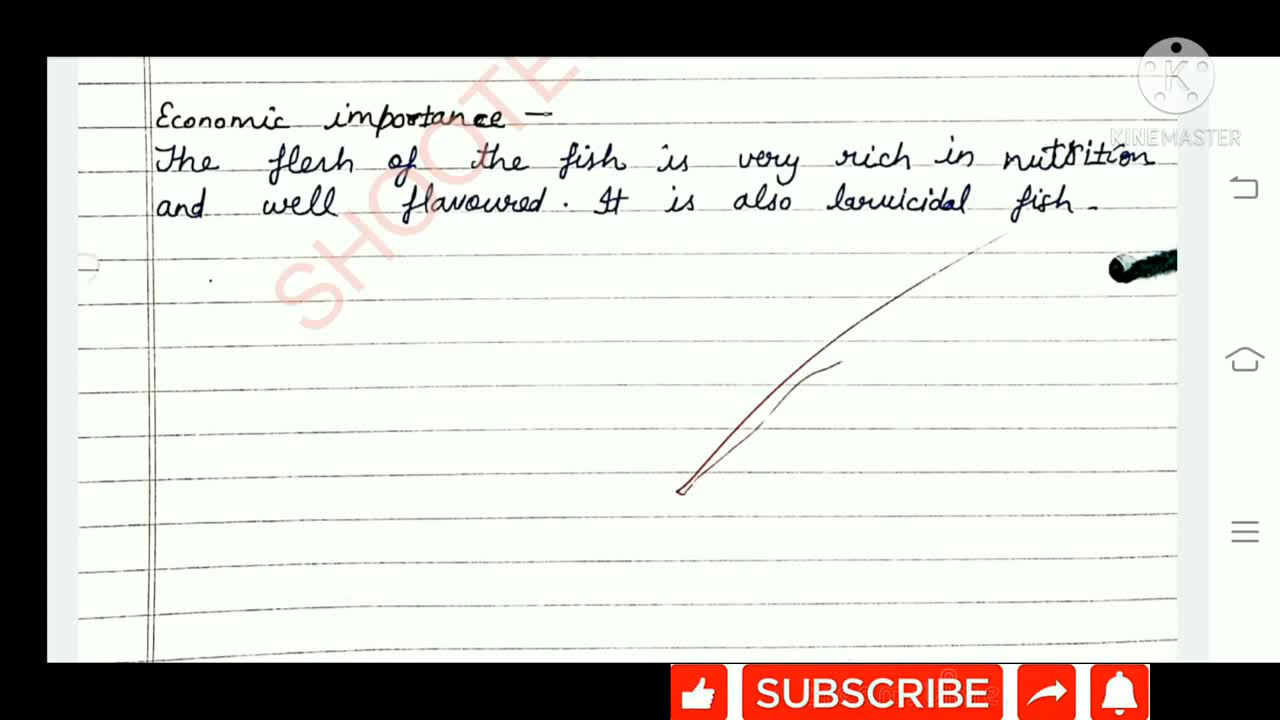 K
KINEMASTER
SHOOTE
Economic importance —
The flesh of the fish is very rich in nutrition
and well flavoured. It is also larvicidal fish.
SUBSCRIBE